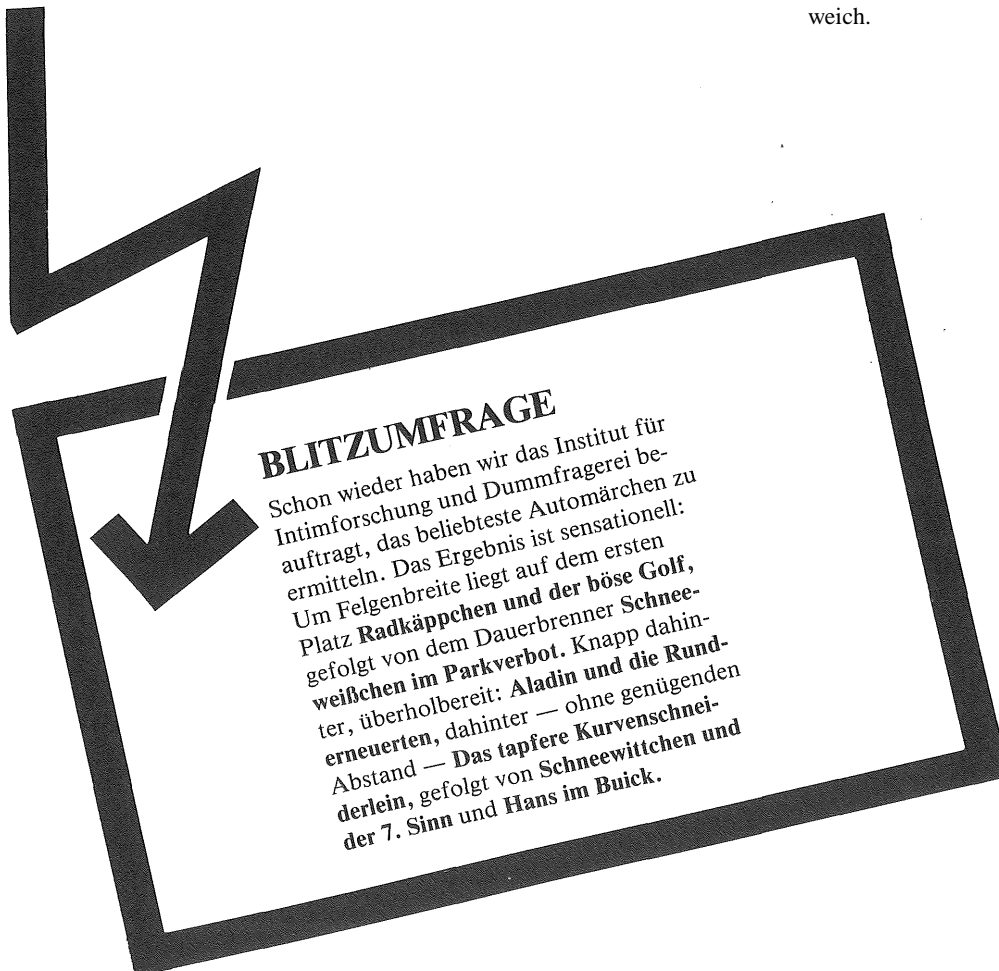 weich.
BLITZUMFRAGE
Schon wieder haben wir das Institut für
Intimforschung und Dummfragerei be-
auftragt, das beliebteste Automärchen zu
ermitteln. Das Ergebnis ist sensationell:
Um Felgenbreite liegt auf dem ersten
Platz Radkäppchen und der böse Golf,
gefolgt von dem Dauerbrenner Schnee-
weißchen im Parkverbot. Knapp dahin-
ter, überholbereit: Aladin und die Rund-
erneuerten, dahinter — ohne genügenden
Abstand — Das tapfere Kurvenschnei-
derlein, gefolgt von Schneewittchen und
der 7. Sinn und Hans im Buick.